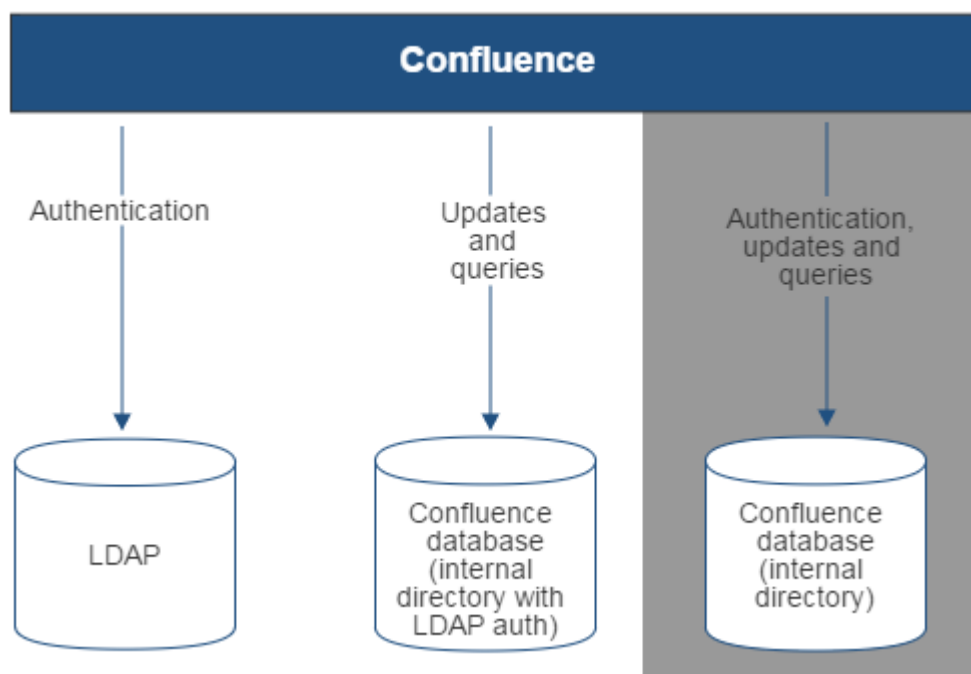 Confluence
Authentication
Updates
and
queries
Authentication,
updates and
queries
LDAP
Confluence
database
(internal
directory with
LDAP auth)
Confluence
database
(internal
directory)